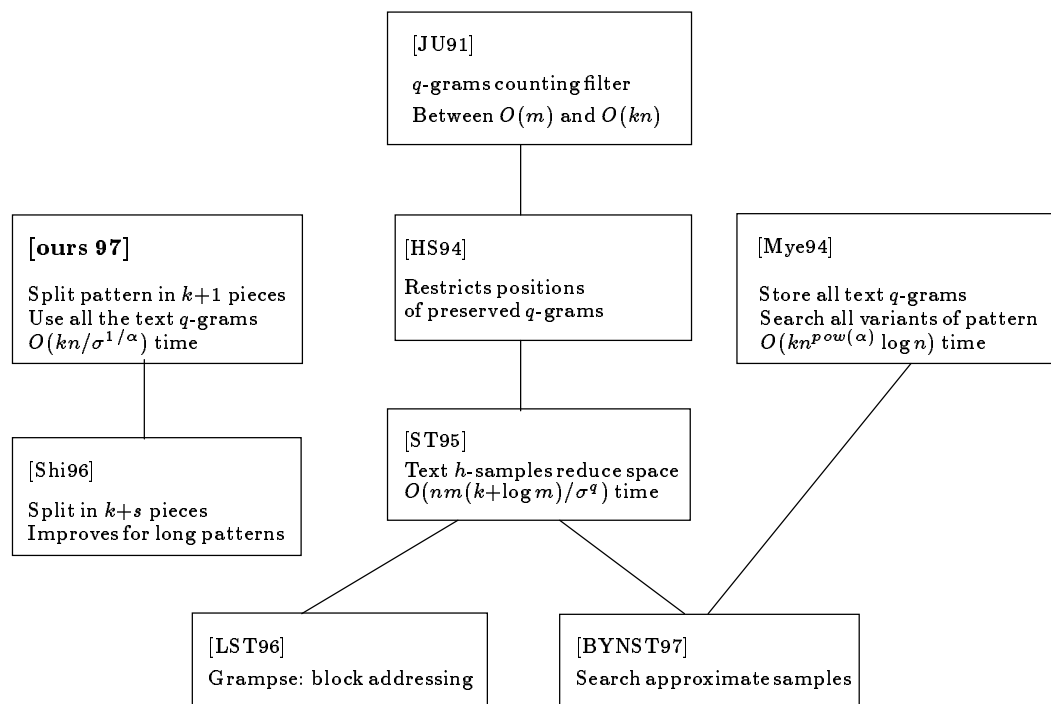 [JU91]
q-grams counting filter
Between O(m) and O(kn)
[ours 97]
Split pattern in k+1 pieces
Use all the text q-grams
O(kn/σ^{1/α}) time
[HS94]
Restricts positions
of preserved q-grams
[Mye94]
Store all text q-grams
Search all variants of pattern
O(kn^{pow(α)} log n) time
[Shi96]
Split in k+s pieces
Improves for long patterns
[ST95]
Text h-samples reduce space
O(nm(k+log m)/σ^q) time
[LST96]
Grampse: block addressing
[BYNST97]
Search approximate samples